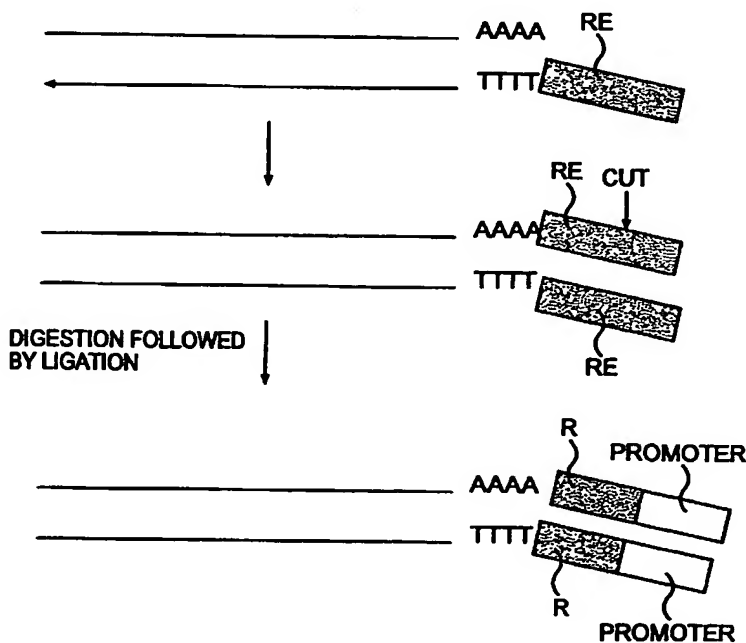 AAAA RE
TTTT
RE CUT
AAAA
TTTT
DIGESTION FOLLOWED
BY LIGATION
RE
R
PROMOTER
AAAA
TTTT
R
PROMOTER